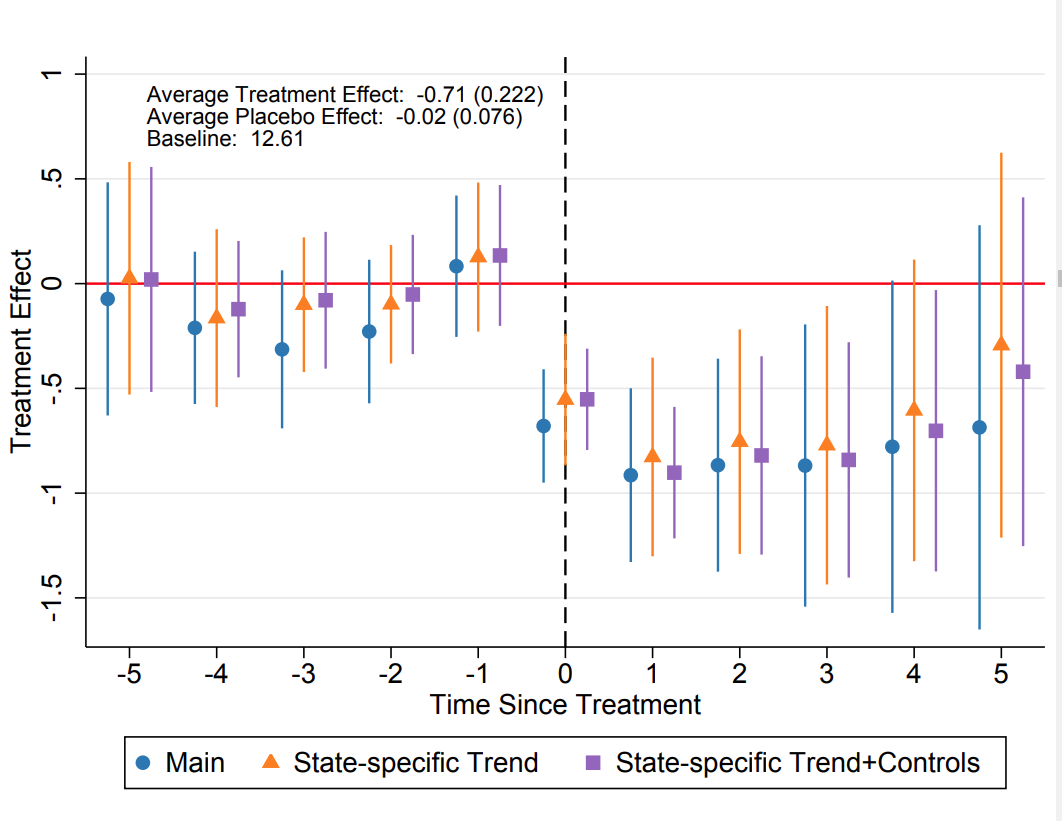 Average Treatment Effect:  -0.71 (0.222)
Average Placebo Effect:  -0.02 (0.076)
Baseline:  12.61
Treatment Effect
1
.5
0
-.5
-1
-1.5
-5 -4 -3 -2 -1 0 1 2 3 4 5
Time Since Treatment
Main State-specific Trend State-specific Trend+Controls